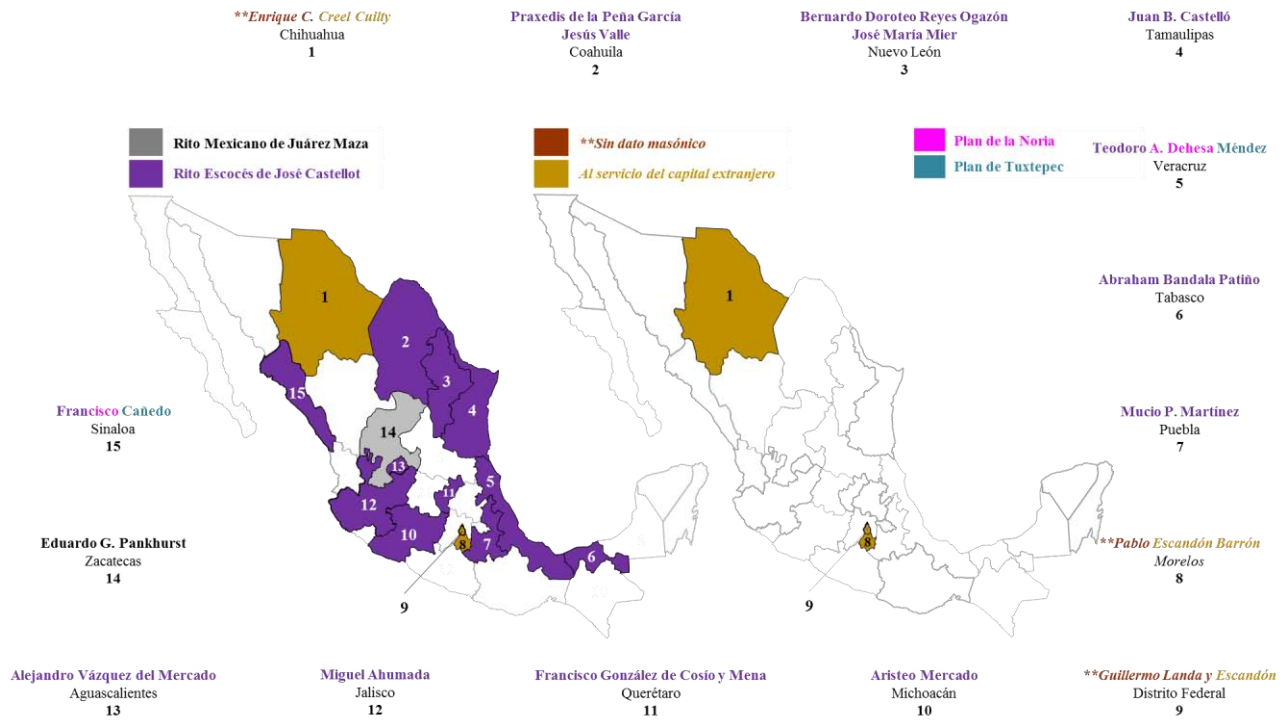 **Enrique C. Creel Cuilty
Chihuahua
1
Praxedis de la Peña García
Jesús Valle
Coahuila
2
Bernardo Doroteo Reyes Ogazón
José María Mier
Nuevo León
3
Juan B. Castelló
Tamaulipas
4
Rito Mexicano de Juárez Maza
Rito Escocés de José Castellot
**Sin dato masónico
Al servicio del capital extranjero
Plan de la Noria
Plan de Tuxtepec
Teodoro A. Dehesa Méndez
Veracruz
5
Abraham Bandala Patiño
Tabasco
6
Mucio P. Martínez
Puebla
7
**Pablo Escandón Barrón
Morelos
8
Francisco Cañedo
Sinaloa
15
Eduardo G. Pankhurst
Zacatecas
14
1
2
3
4
15
14
13
5
11
12
10
8
7
6
9
1
8
9
Alejandro Vázquez del Mercado
Aguascalientes
13
Miguel Ahumada
Jalisco
12
Francisco González de Cosío y Mena
Querétaro
11
Aristeo Mercado
Michoacán
10
**Guillermo Landa y Escandón
Distrito Federal
9